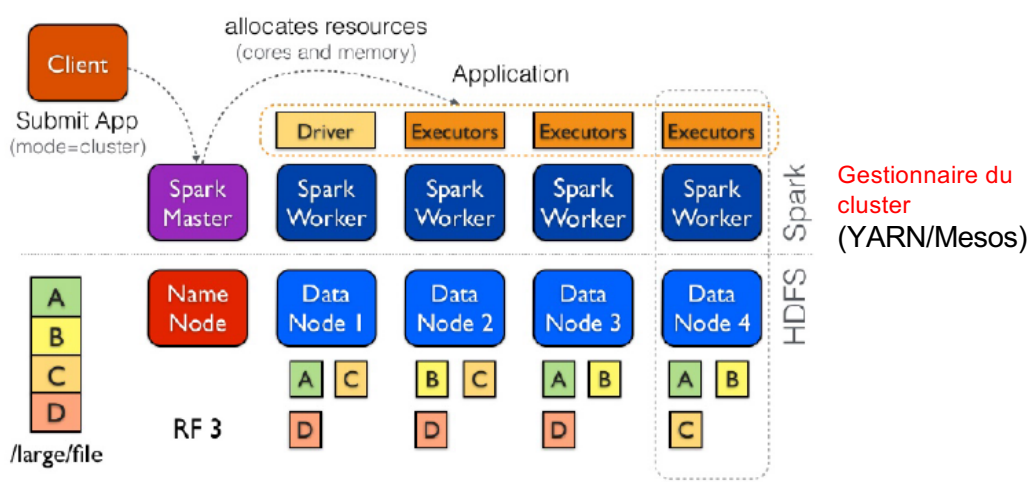 Client
Submit App
(mode=cluster)
allocates resources
(cores and memory)
Application
Driver
Executors
Executors
Executors
Spark
Master
Spark
Worker
Spark
Worker
Spark
Worker
Spark
Worker
Spark
Gestionnaire du
cluster
(YARN/Mesos)
A
B
C
D
/large/file
Name
Node
RF 3
Data
Node 1
Data
Node 2
Data
Node 3
Data
Node 4
HDFS
A C
D
B C
D
A B
D
A B
C